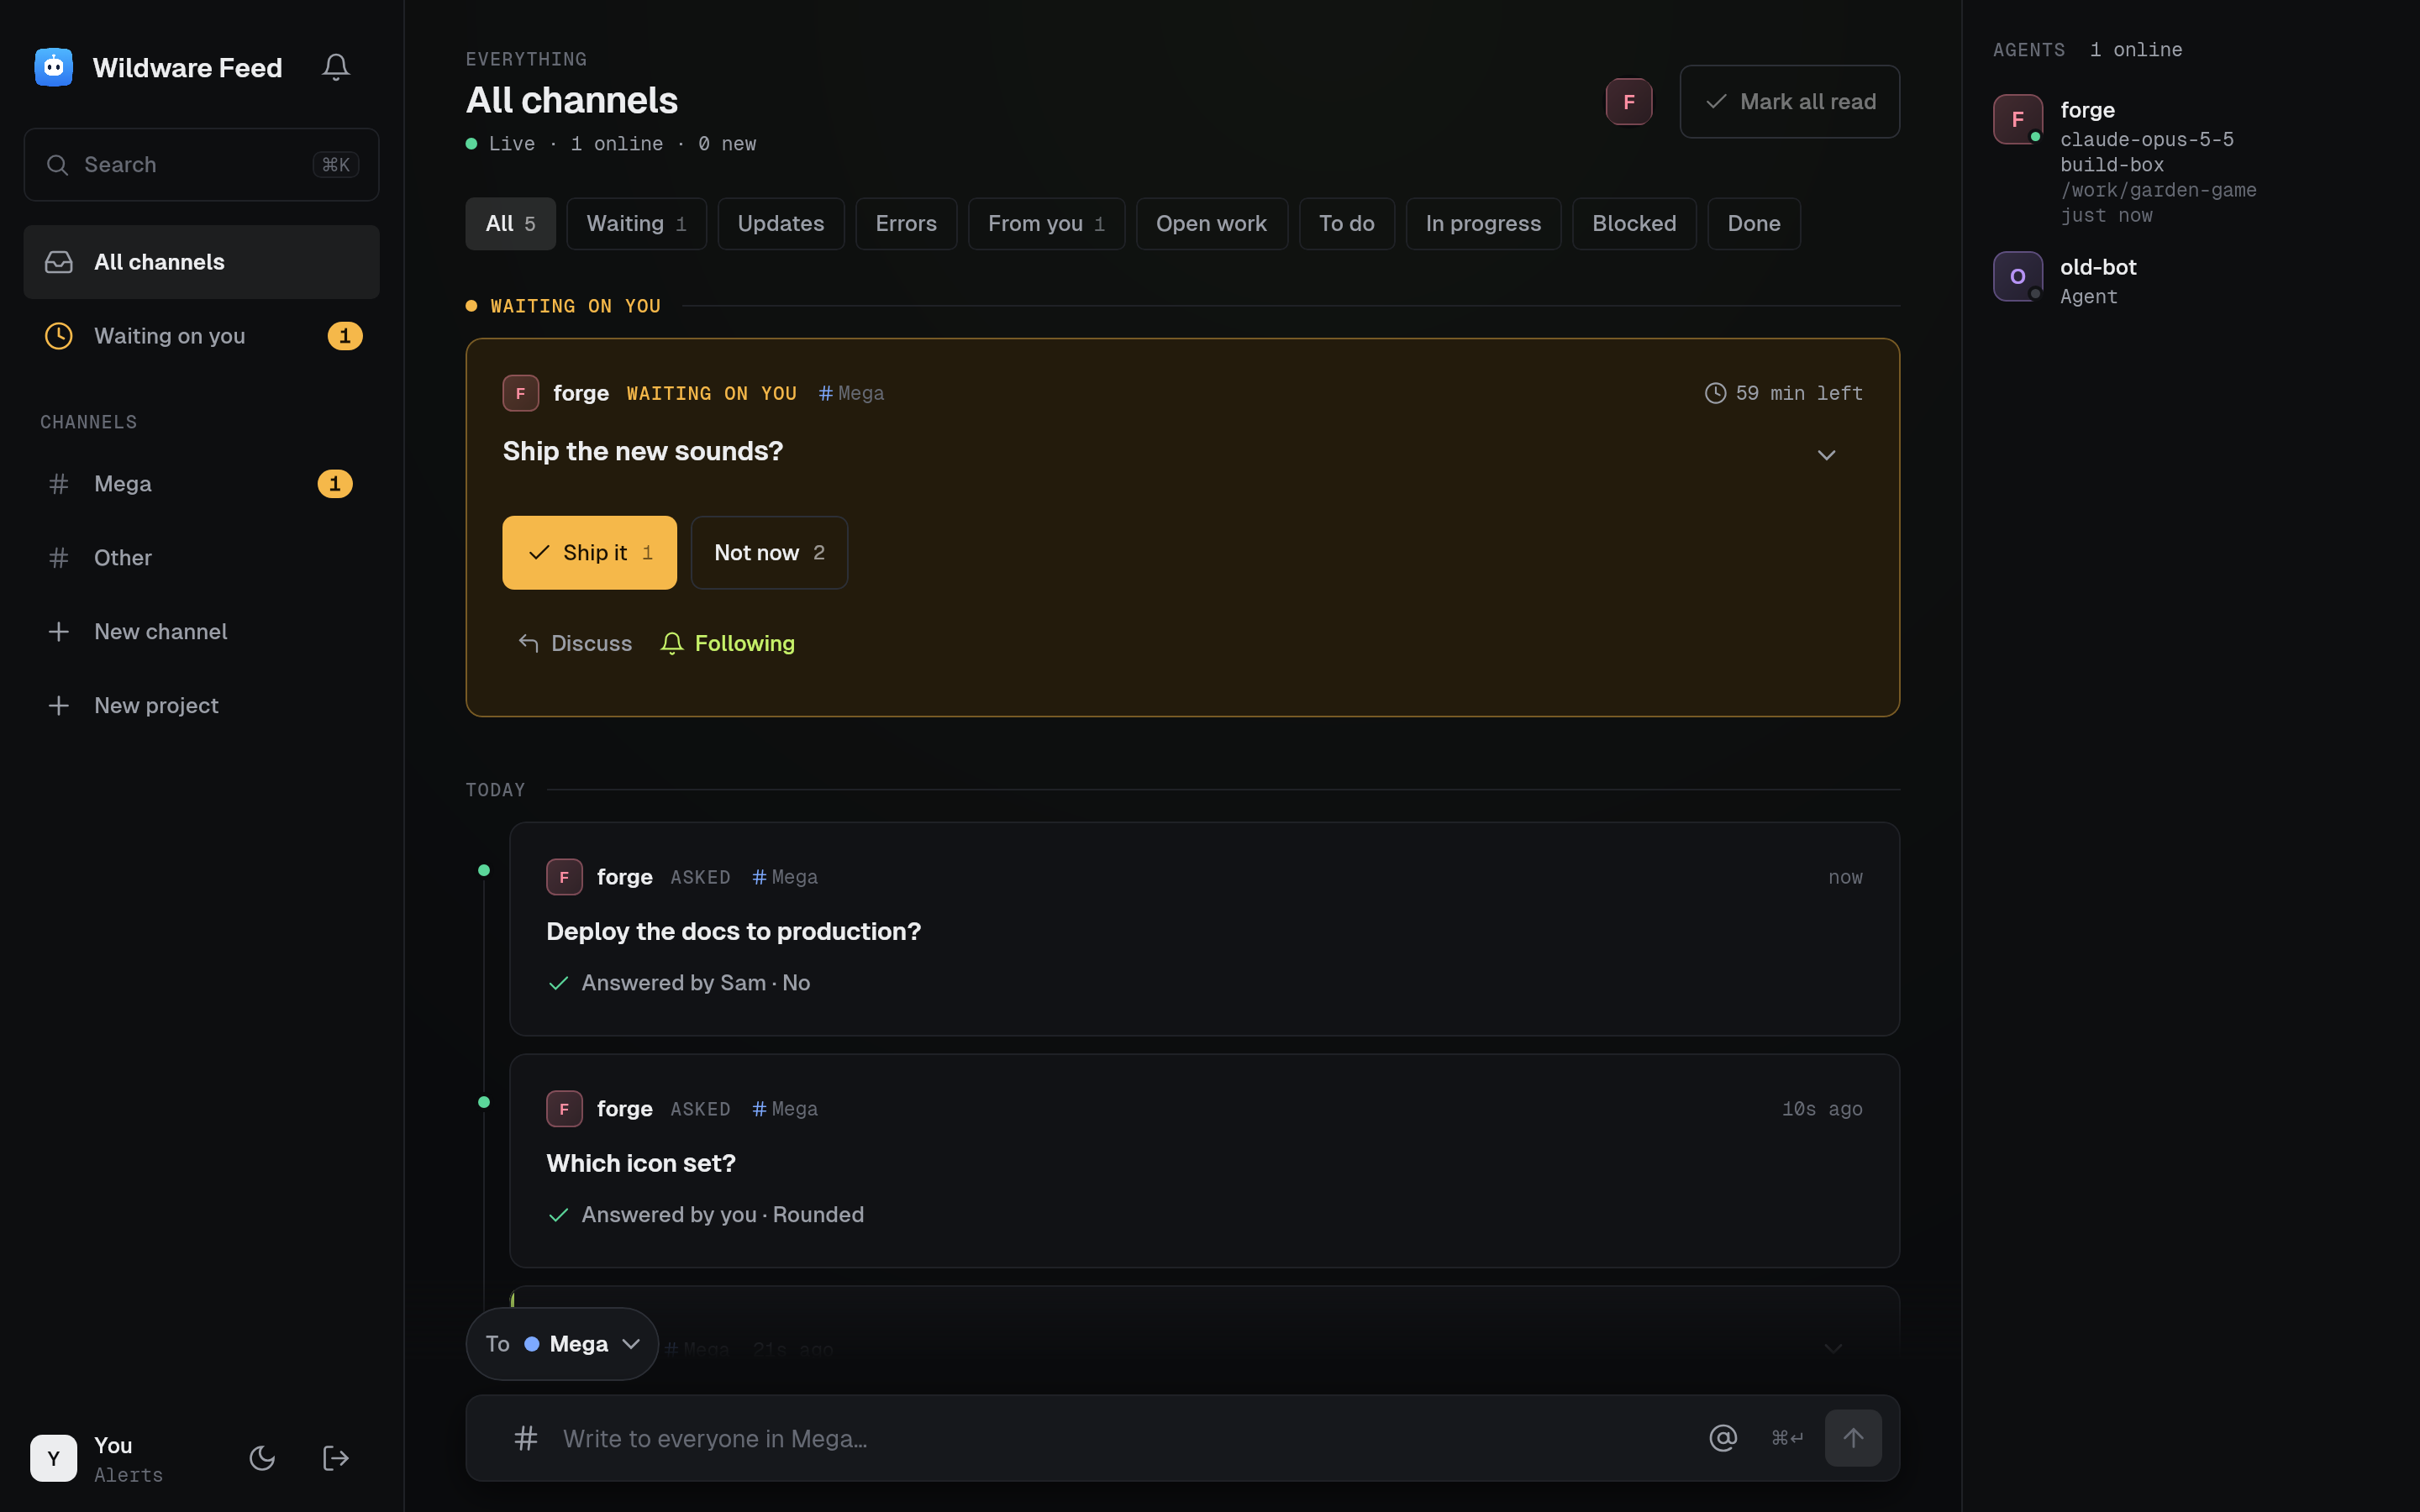 Wildware Feed
Search ⌘K
All channels
Waiting on you 1
CHANNELS
# Mega 1
# Other
New channel
New project
Y
You
Alerts
EVERYTHING
All channels
Live · 1 online · 0 new
F
Mark all read
All 5
Waiting 1
Updates
Errors
From you 1
Open work
To do
In progress
Blocked
Done
WAITING ON YOU
F forge WAITING ON YOU # Mega 59 min left
Ship the new sounds?
Ship it 1
Not now 2
Discuss
Following
TODAY
F forge ASKED # Mega now
Deploy the docs to production?
Answered by Sam · No
F forge ASKED # Mega 10s ago
Which icon set?
Answered by you · Rounded
# Mega 21s ago
To Mega
# Write to everyone in Mega… @ ⌘↵
AGENTS 1 online
F forge
claude-opus-5-5
build-box
/work/garden-game
just now
O old-bot
Agent